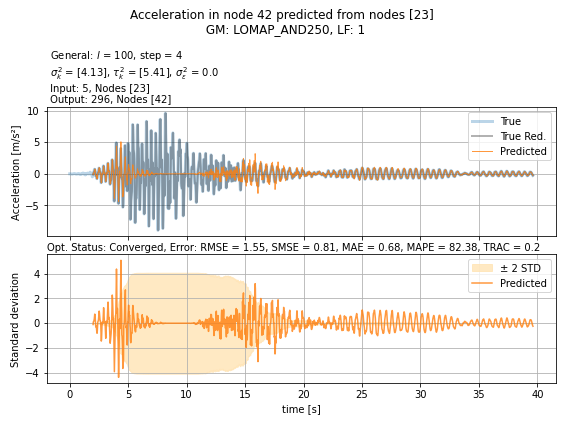 Acceleration in node 42 predicted from nodes [23]
GM: LOMAP_AND250, LF: 1
General: l = 100, step = 4
σ²ₖ = [4.13], τ²ₖ = [5.41], σ²ε = 0.0
Input: 5, Nodes [23]
Output: 296, Nodes [42]
10
5
0
−5
Acceleration [m/s²]
True
True Red.
Predicted
Opt. Status: Converged, Error: RMSE = 1.55, SMSE = 0.81, MAE = 0.68, MAPE = 82.38, TRAC = 0.2
4
2
0
−2
−4
Standard deviation
± 2 STD
Predicted
0 5 10 15 20 25 30 35 40
time [s]